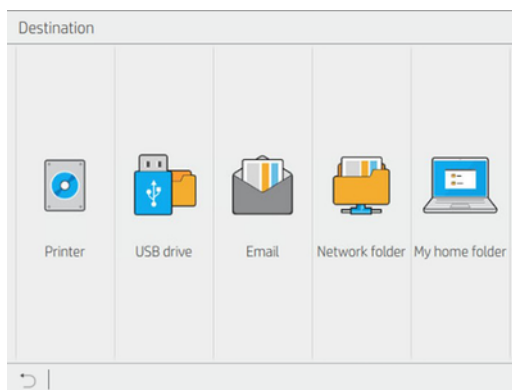 Destination
Printer
USB drive
Email
Network folder
My home folder